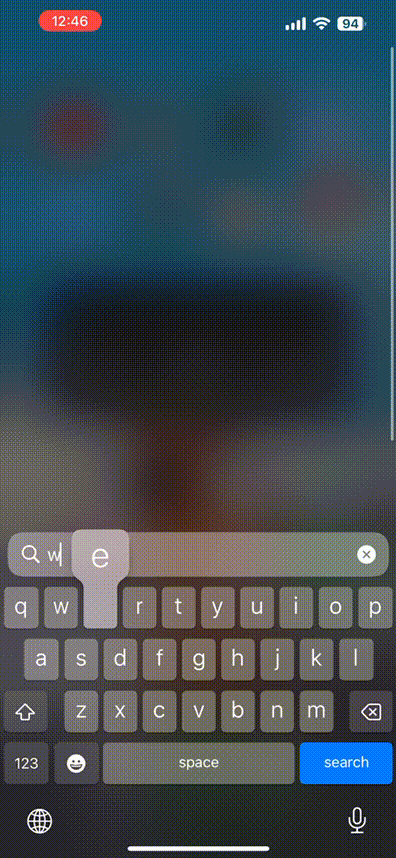 12:46
94
w
e
q w r t y u i o p
a s d f g h j k l
z x c v b n m
123 space search